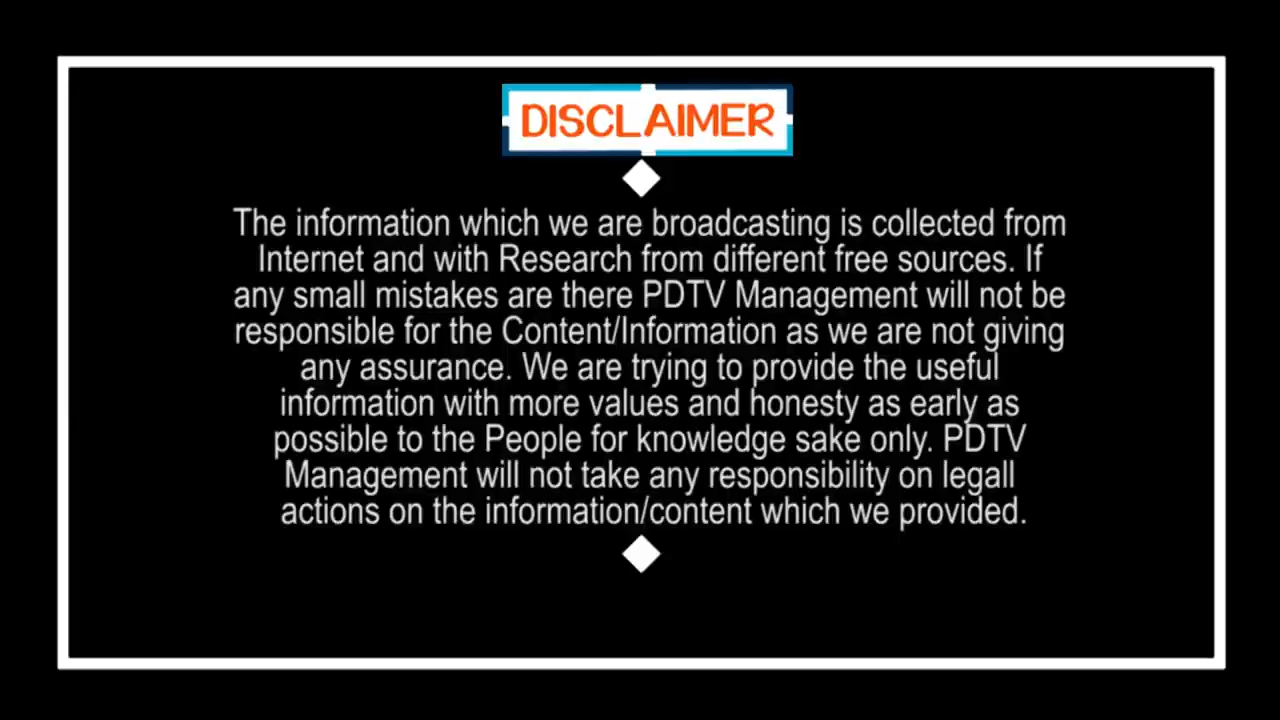 DISCLAIMER
The information which we are broadcasting is collected from
Internet and with Research from different free sources. If
any small mistakes are there PDTV Management will not be
responsible for the Content/Information as we are not giving
any assurance. We are trying to provide the useful
information with more values and honesty as early as
possible to the People for knowledge sake only. PDTV
Management will not take any responsibility on legall
actions on the information/content which we provided.